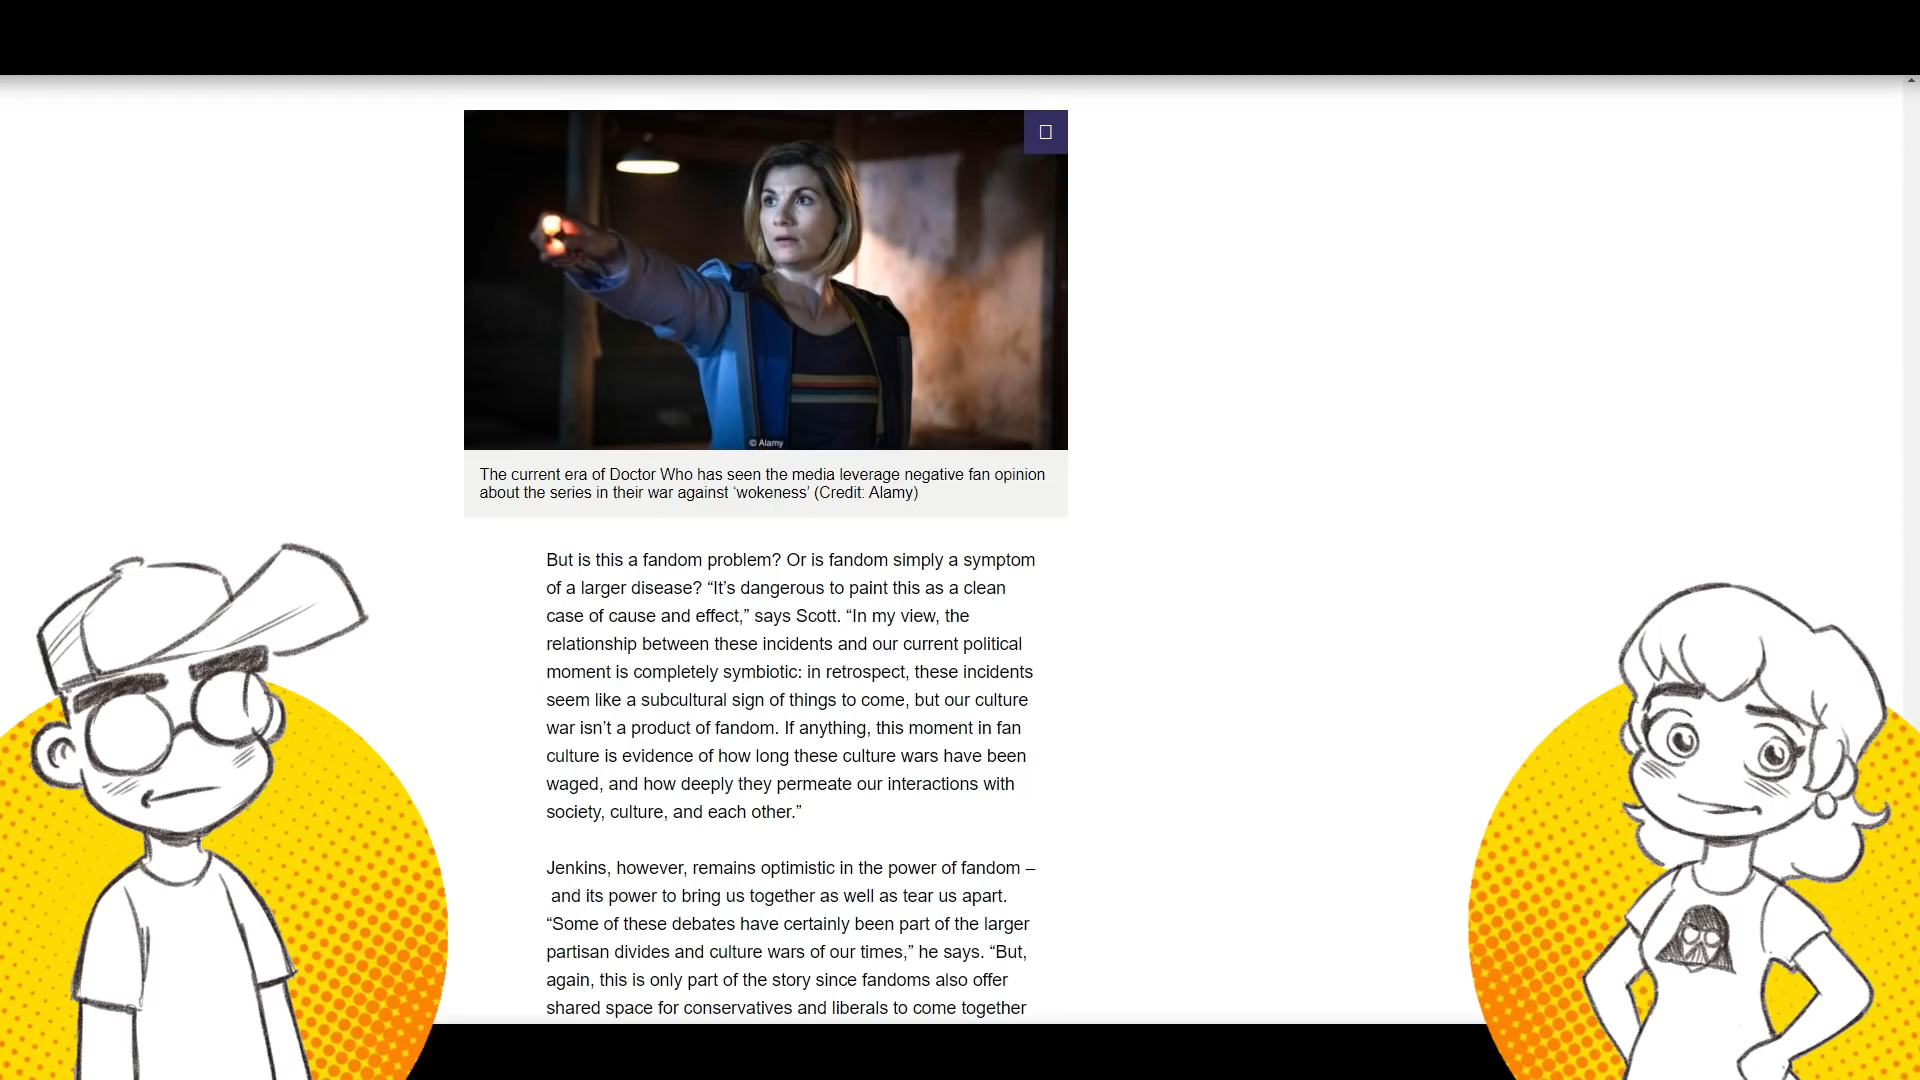 © Alamy
The current era of Doctor Who has seen the media leverage negative fan opinion
about the series in their war against ‘wokeness’ (Credit: Alamy)
But is this a fandom problem? Or is fandom simply a symptom
of a larger disease? “It’s dangerous to paint this as a clean
case of cause and effect,” says Scott. “In my view, the
relationship between these incidents and our current political
moment is completely symbiotic: in retrospect, these incidents
seem like a subcultural sign of things to come, but our culture
war isn’t a product of fandom. If anything, this moment in fan
culture is evidence of how long these culture wars have been
waged, and how deeply they permeate our interactions with
society, culture, and each other.”
Jenkins, however, remains optimistic in the power of fandom –
and its power to bring us together as well as tear us apart.
“Some of these debates have certainly been part of the larger
partisan divides and culture wars of our times,” he says. “But,
again, this is only part of the story since fandoms also offer
shared space for conservatives and liberals to come together